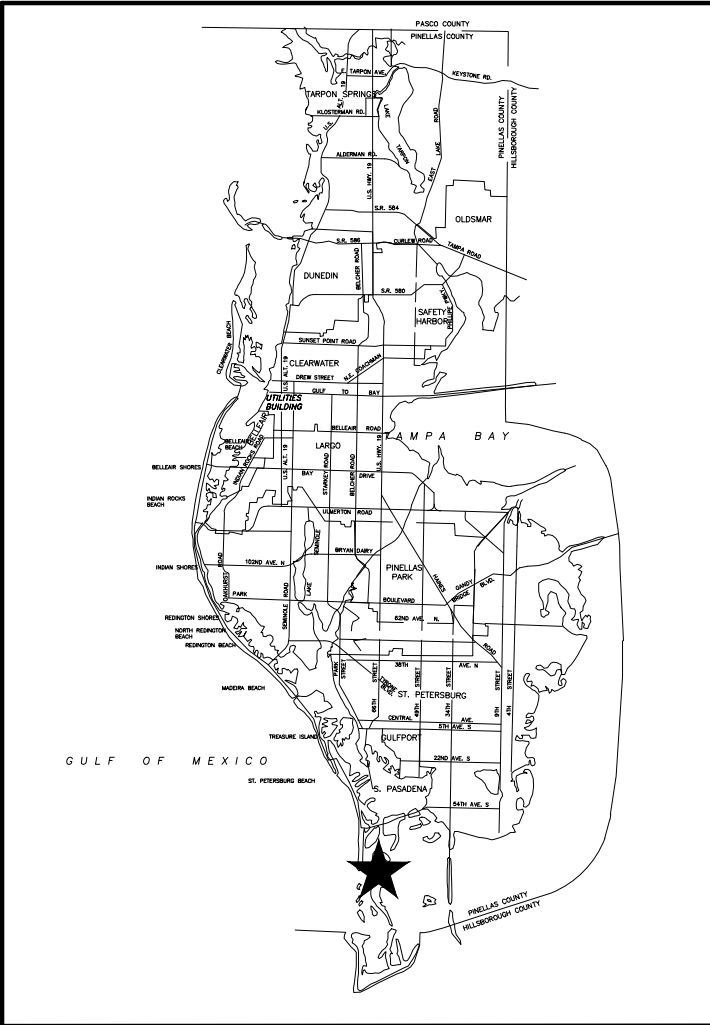 PASCO COUNTY
PINELLAS COUNTY
E. TARPON AVE.
KEYSTONE RD.
U.S. ALT. 19
TARPON SPRINGS
KLOSTERMAN RD.
LAKE TARPON
EAST LAKE ROAD
PINELLAS COUNTY
HILLSBOROUGH COUNTY
ALDERMAN RD.
U.S. HWY. 19
S.R. 584
OLDSMAR
S.R. 586
CURLEW ROAD
TAMPA ROAD
BELCHER ROAD
DUNEDIN
S.R. 580
SAFETY
HARBOR
PHILLIPE PKWY.
CLEARWATER BEACH
SUNSET POINT ROAD
CLEARWATER
N.E. COACHMAN
DREW STREET
U.S. ALT. 19
GULF TO BAY
UTILITIES
BUILDING
BELLEAIR
BELLEAIR ROAD
TAMPA BAY
BELLEAIR
BEACH
INDIAN ROCKS ROAD
LARGO
U.S. ALT. 19
STARKEY ROAD
BELCHER ROAD
U.S. HWY. 19
BELLEAIR SHORES
BAY DRIVE
INDIAN ROCKS
BEACH
ULMERTON ROAD
SEMINOLE
BRYAN DAIRY
102ND AVE. N
INDIAN SHORES
PINELLAS
PARK
OAKHURST ROAD
LAKE
HAINES ROAD
GANDY
BRIDGE BLVD.
PARK BOULEVARD
SEMINOLE ROAD
62ND AVE. N.
REDINGTON SHORES
NORTH REDINGTON
BEACH
REDINGTON BEACH
PARK STREET
38TH AVE. N
TYRONE BLVD.
66TH STREET
49TH STREET
34TH STREET
9TH STREET
4TH STREET
MADEIRA BEACH
ST. PETERSBURG
CENTRAL AVE.
5TH AVE. S
TREASURE ISLAND
GULFPORT
GULF OF MEXICO
22ND AVE. S
ST. PETERSBURG BEACH
S. PASADENA
54TH AVE. S
PINELLAS COUNTY
HILLSBOROUGH COUNTY